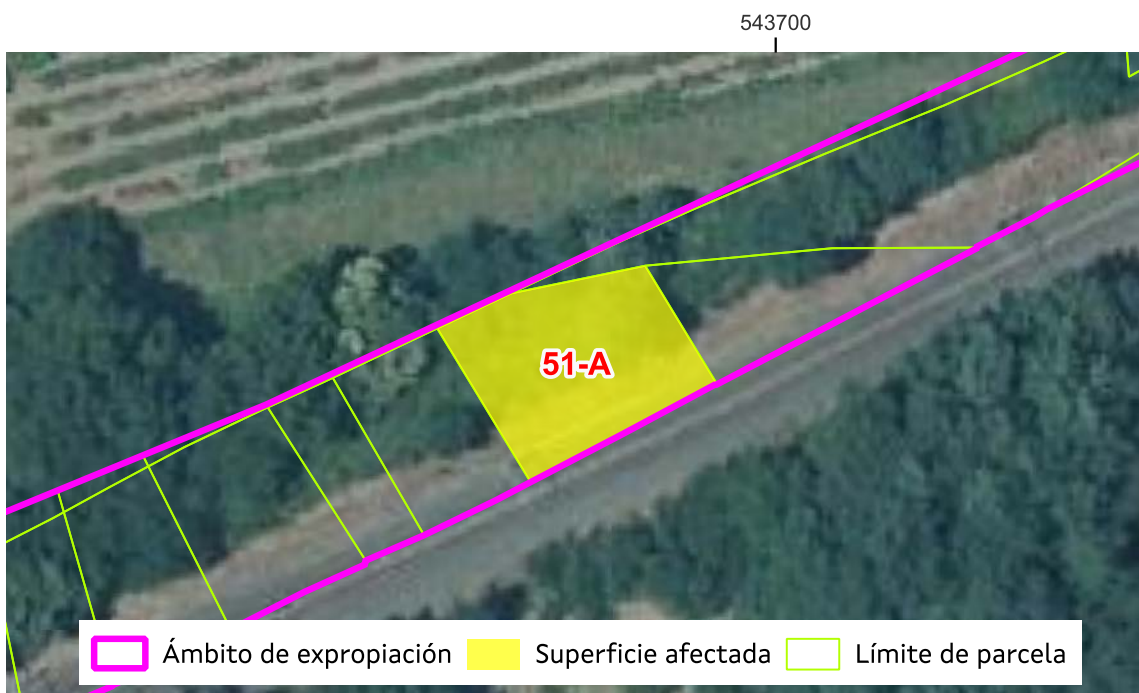 543700
51-A
Ámbito de expropiación Superficie afectada Límite de parcela